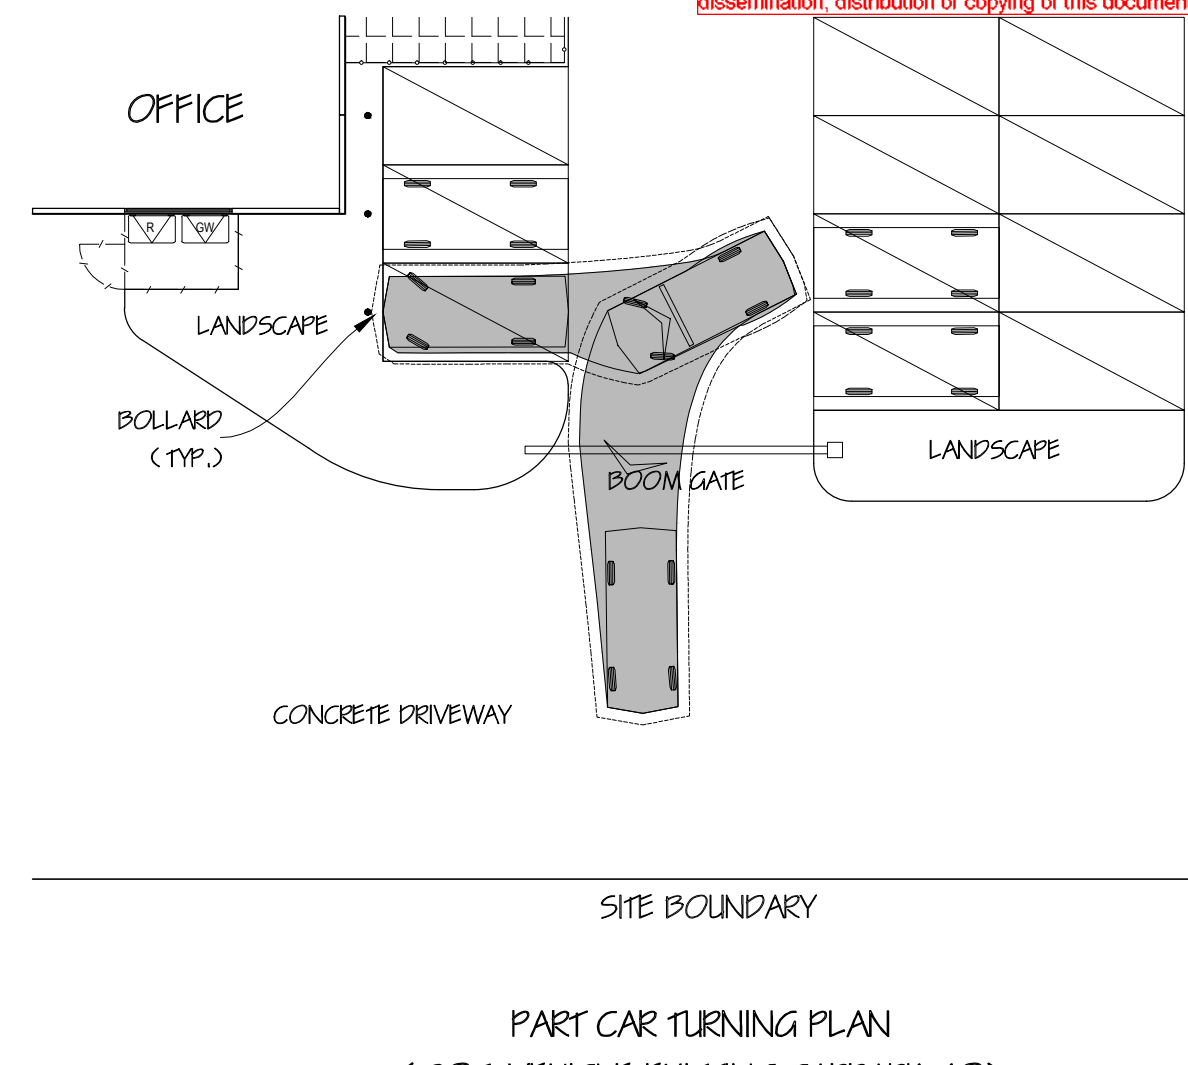 dissemination, distribution or copying of this document
OFFICE
R
GW
LANDSCAPE
BOLLARD
(TYP.)
BOOM GATE
LANDSCAPE
CONCRETE DRIVEWAY
SITE BOUNDARY
PART CAR TURNING PLAN